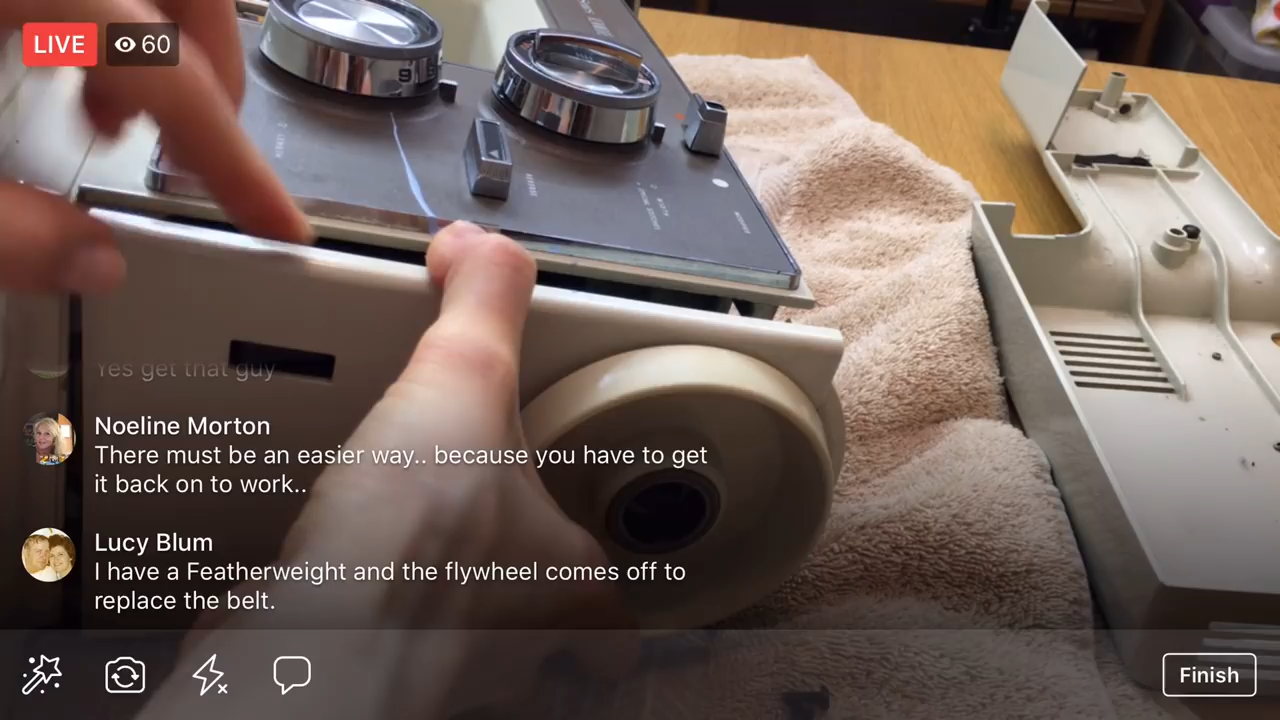 LIVE
60
9
Yes get that guy
Noeline Morton
There must be an easier way.. because you have to get
it back on to work..
Lucy Blum
I have a Featherweight and the flywheel comes off to
replace the belt.
Finish